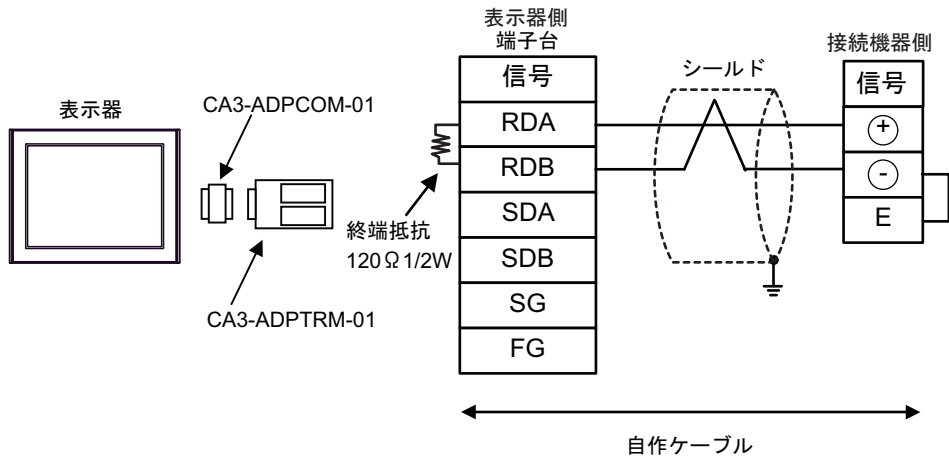 表示器
CA3-ADPCOM-01
CA3-ADPTRM-01
終端抵抗
120Ω1/2W
表示器側
端子台
信号
RDA
RDB
SDA
SDB
SG
FG
シールド
接続機器側
信号
+
-
E
自作ケーブル